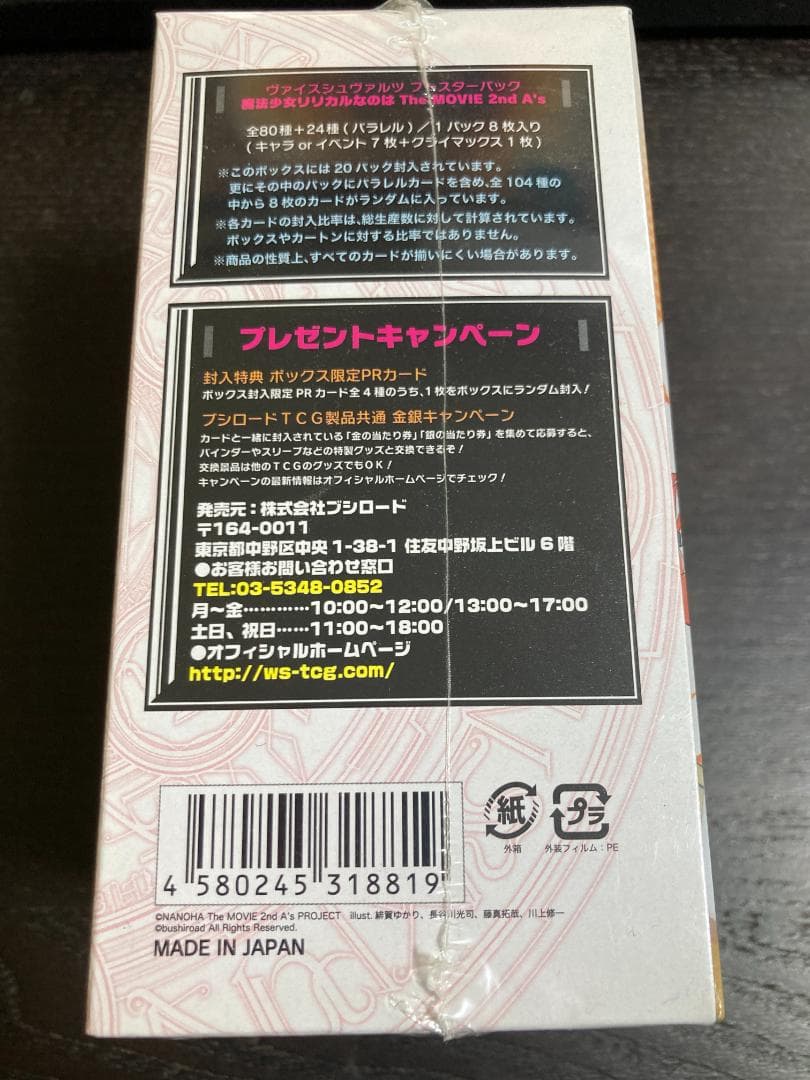 ヴァイスシュヴァルツ ブースターパック
魔法少女リリカルなのは The MOVIE 2nd A's
全80種+24種(パラレル)/1パック8枚入り
(キャラ or イベント7枚+クライマックス1枚)
※このボックスには20パック封入されています。
更にその中のパックにパラレルカードを含め、全104種の
中から8枚のカードがランダムに入っています。
※各カードの封入比率は、総生産数に対して計算されています。
ボックスやカートンに対する比率ではありません。
※商品の性質上、すべてのカードが揃いにくい場合があります。
プレゼントキャンペーン
封入特典 ボックス限定PRカード
ボックス封入限定PRカード全4種のうち、1枚をボックスにランダム封入!
ブシロードTCG製品共通 金銀キャンペーン
カードと一緒に封入されている「金の当たり券」「銀の当たり券」を集めて応募すると、
バインダーやスリーブなどの特製グッズと交換できるぞ!
交換景品は他のTCGのグッズでもOK!
キャンペーンの最新情報はオフィシャルホームページでチェック!
発売元:株式会社ブシロード
〒164-0011
東京都中野区中央1-38-1 住友中野坂上ビル6階
●お客様お問い合わせ窓口
TEL:03-5348-0852
月~金…………10:00~12:00/13:00~17:00
土日、祝日……11:00~18:00
●オフィシャルホームページ
http://ws-tcg.com/
紙
外箱
プラ
外装フィルム:PE
4 580245 318819
©NANOHA The MOVIE 2nd A's PROJECT illust. 緋賀ゆかり、長谷川光司、藤真拓哉、川上修一
©bushiroad All Rights Reserved.
MADE IN JAPAN